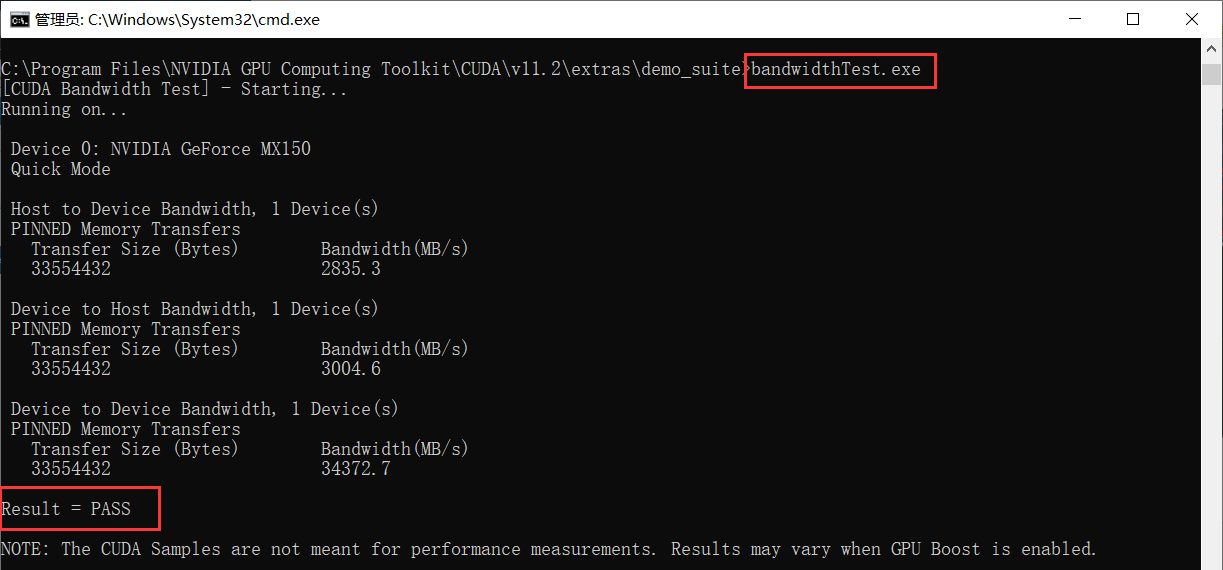 管理员: C:\Windows\System32\cmd.exe
C:\Program Files\NVIDIA GPU Computing Toolkit\CUDA\v11.2\extras\demo_suite>bandwidthTest.exe
[CUDA Bandwidth Test] - Starting...
Running on...
Device 0: NVIDIA GeForce MX150
Quick Mode
Host to Device Bandwidth, 1 Device(s)
PINNED Memory Transfers
Transfer Size (Bytes) Bandwidth(MB/s)
33554432 2835.3
Device to Host Bandwidth, 1 Device(s)
PINNED Memory Transfers
Transfer Size (Bytes) Bandwidth(MB/s)
33554432 3004.6
Device to Device Bandwidth, 1 Device(s)
PINNED Memory Transfers
Transfer Size (Bytes) Bandwidth(MB/s)
33554432 34372.7
Result = PASS
NOTE: The CUDA Samples are not meant for performance measurements. Results may vary when GPU Boost is enabled.